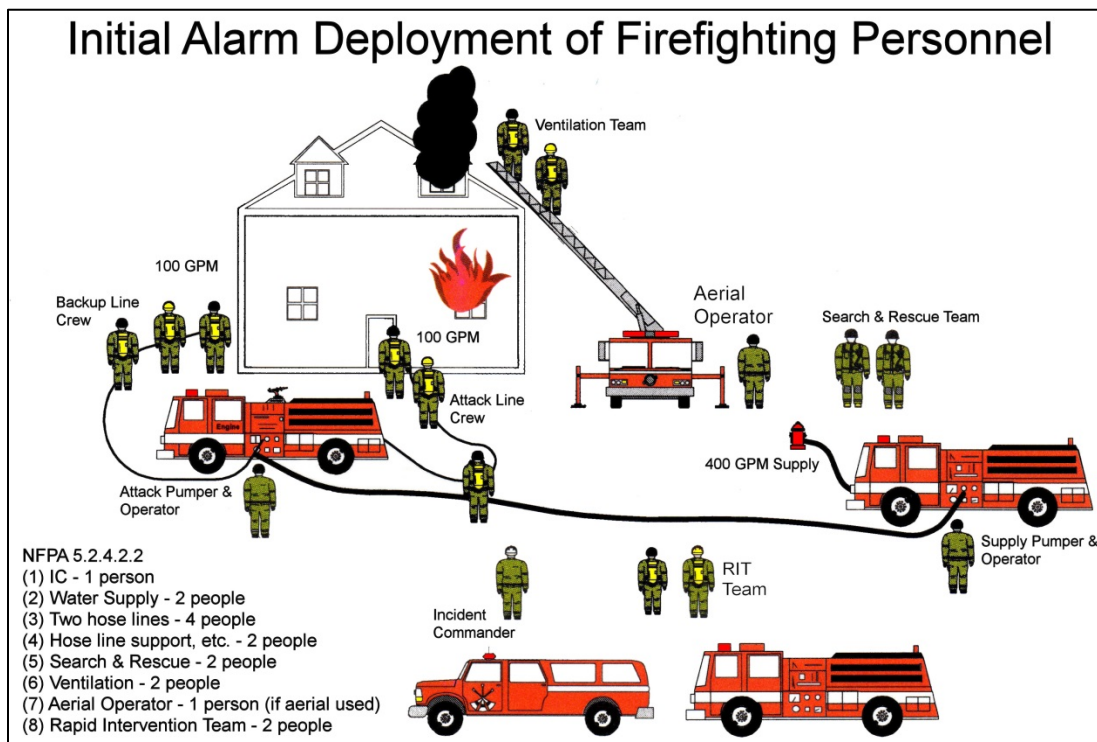 Initial Alarm Deployment of Firefighting Personnel
Ventilation Team
100 GPM
Backup Line
Crew
100 GPM
Aerial
Operator
Search & Rescue Team
Attack Line
Crew
Engine
400 GPM Supply
Attack Pumper &
Operator
Supply Pumper &
Operator
NFPA 5.2.4.2.2
(1) IC - 1 person
(2) Water Supply - 2 people
(3) Two hose lines - 4 people
(4) Hose line support, etc. - 2 people
(5) Search & Rescue - 2 people
(6) Ventilation - 2 people
(7) Aerial Operator - 1 person (if aerial used)
(8) Rapid Intervention Team - 2 people
RIT
Team
Incident
Commander